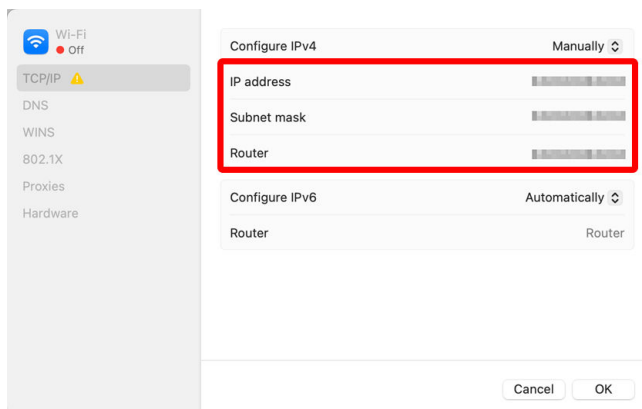 Wi-Fi
Off
TCP/IP
DNS
WINS
802.1X
Proxies
Hardware
Configure IPv4 Manually
IP address
Subnet mask
Router
Configure IPv6 Automatically
Router Router
Cancel OK